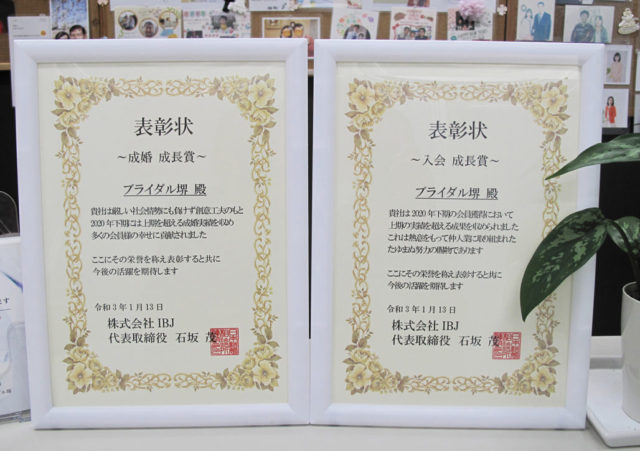 表彰状
～成婚 成長賞～
ブライダル堺 殿
貴社は厳しい社会情勢にも負けず創意工夫のもと
2020年下期には上期を超える成婚実績を収め
多くの会員様の幸せに貢献されました
ここにその栄誉を称え表彰すると共に
今後の活躍を期待します
令和3年1月13日
株式会社IBJ
代表取締役 石坂 茂
表彰状
～入会 成長賞～
ブライダル堺 殿
貴社は2020年下期の会員獲得において
上期の実績を超える成果を収められました
これは熱意をもって仲人業に取り組まれた
たゆまぬ努力の賜物であります
ここにその栄誉を称え表彰すると共に
今後の活躍を期待します
令和3年1月13日
株式会社IBJ
代表取締役 石坂 茂